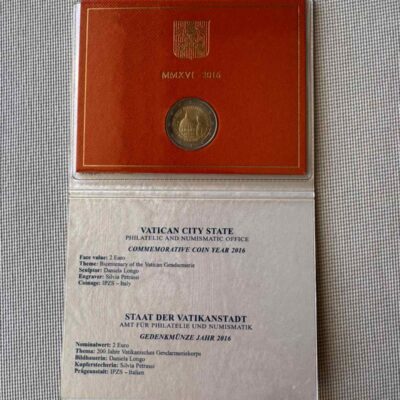 MMXVI - 2016
VATICAN CITY STATE
PHILATELIC AND NUMISMATIC OFFICE
COMMEMORATIVE COIN YEAR 2016
Face value: 2 Euro
Theme: Bicentenary of the Vatican Gendarmerie
Sculptor: Daniela Longo
Engraver: Silvia Petrassi
Coinage: IPZS – Italy
STAAT DER VATIKANSTADT
AMT FÜR PHILATELIE UND NUMISMATIK
GEDENKMÜNZE JAHR 2016
Nominalwert: 2 Euro
Thema: 200 Jahre Vatikanisches Gendarmeriekorps
Bildhauerin: Daniela Longo
Kupferstecherin: Silvia Petrassi
Prägeanstalt: IPZS – Italien